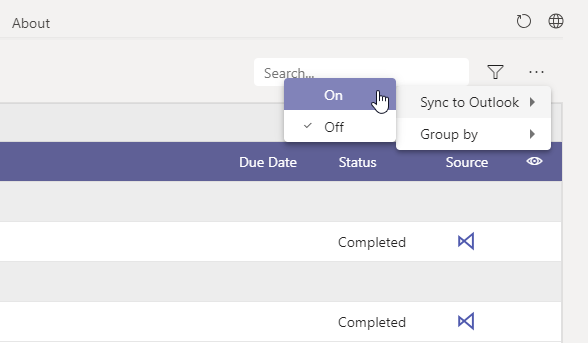 About
Search...
On
Sync to Outlook
Off
Group by
Due Date Status Source
Completed
Completed